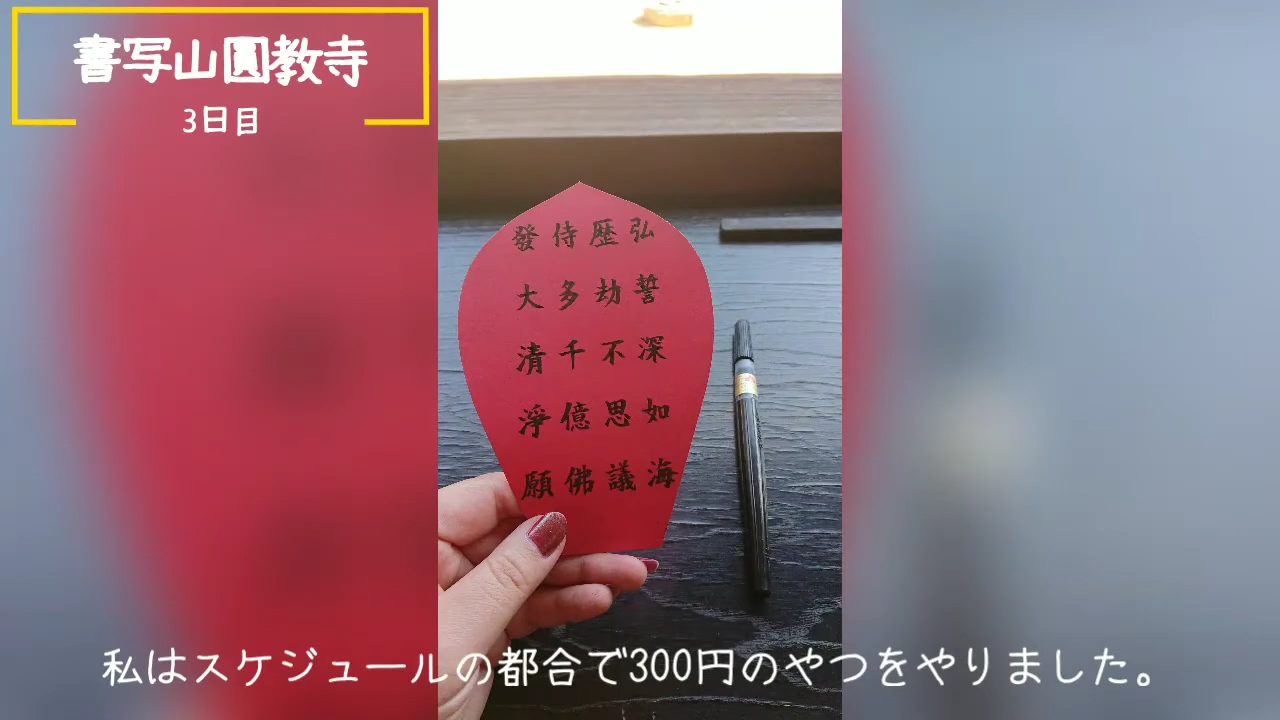 書写山圓教寺
3日目
弘誓深如海
歴劫不思議
侍多千億佛
發大清淨願
私はスケジュールの都合で300円のやつをやりました。